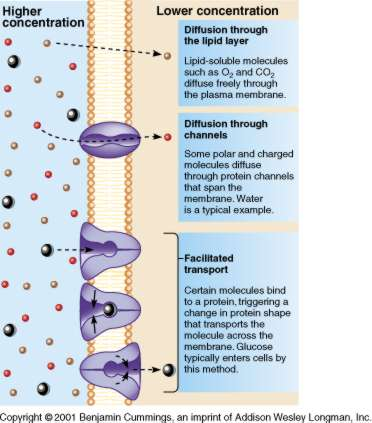 Higher
concentration
Lower concentration
Diffusion through
the lipid layer
Lipid-soluble molecules
such as O2 and CO2
diffuse freely through
the plasma membrane.
Diffusion through
channels
Some polar and charged
molecules diffuse
through protein channels
that span the
membrane. Water
is a typical example.
Facilitated
transport
Certain molecules bind
to a protein, triggering a
change in protein shape
that transports the
molecule across the
membrane. Glucose
typically enters cells by
this method.
Copyright © 2001 Benjamin Cummings, an imprint of Addison Wesley Longman, Inc.